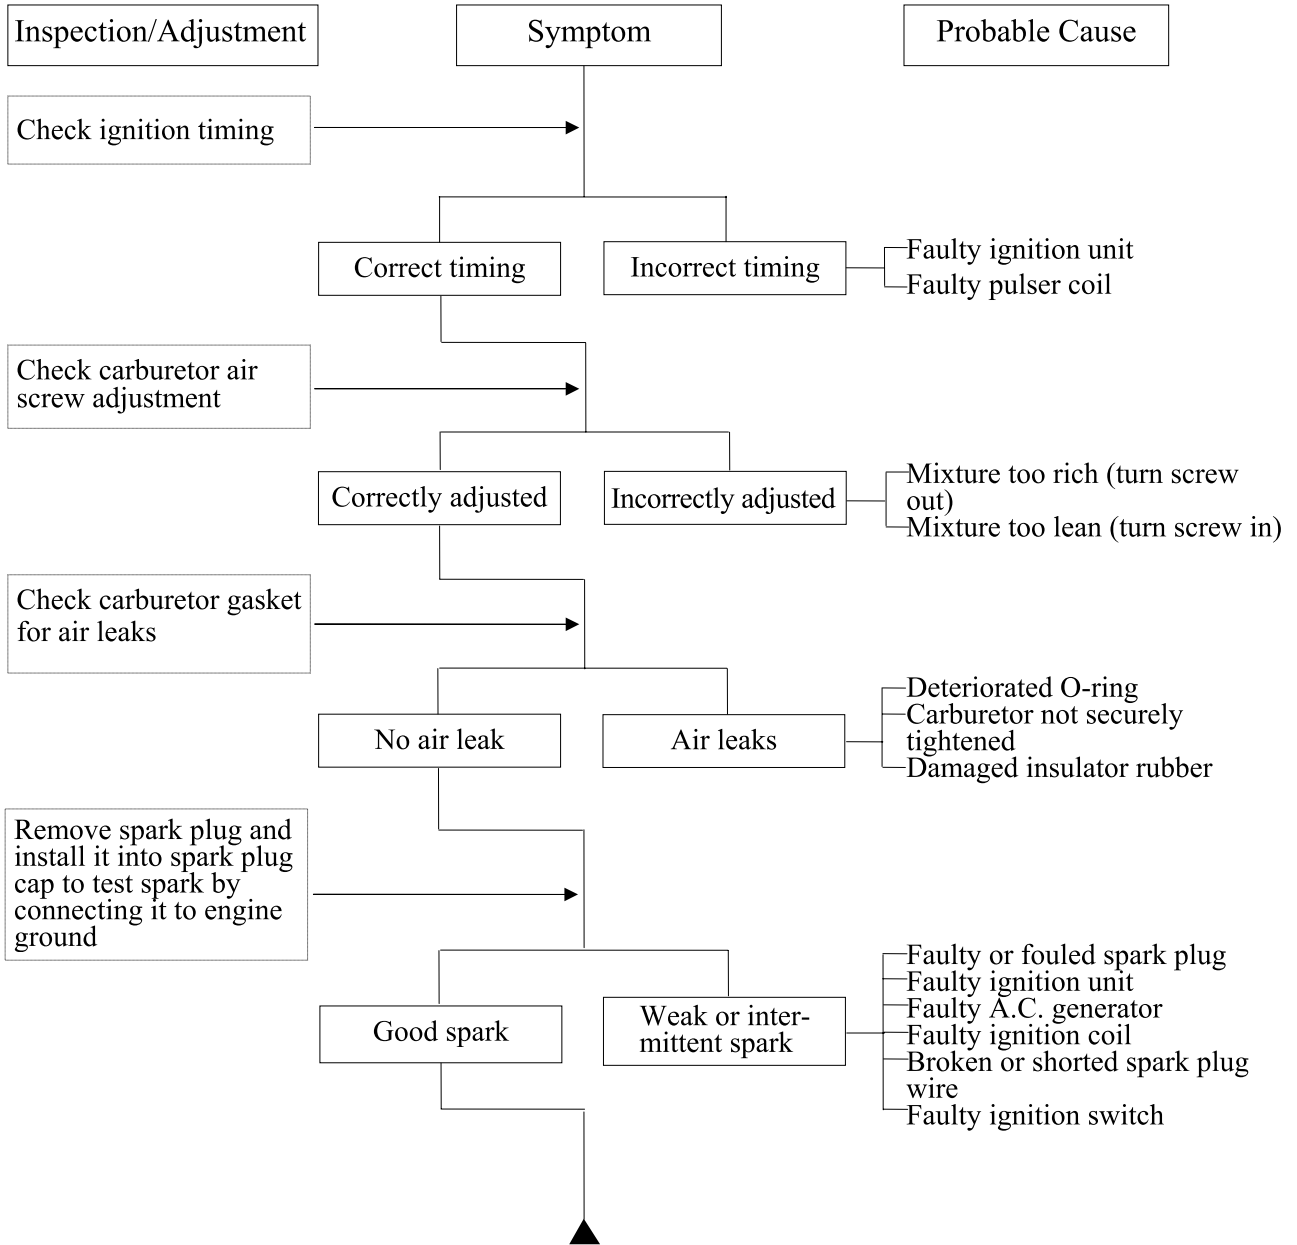 Inspection/Adjustment
Symptom
Probable Cause
Check ignition timing
Correct timing
Incorrect timing
Faulty ignition unit
Faulty pulser coil
Check carburetor air
screw adjustment
Correctly adjusted
Incorrectly adjusted
Mixture too rich (turn screw
out)
Mixture too lean (turn screw in)
Check carburetor gasket
for air leaks
No air leak
Air leaks
Deteriorated O-ring
Carburetor not securely
tightened
Damaged insulator rubber
Remove spark plug and
install it into spark plug
cap to test spark by
connecting it to engine
ground
Good spark
Weak or inter-
mittent spark
Faulty or fouled spark plug
Faulty ignition unit
Faulty A.C. generator
Faulty ignition coil
Broken or shorted spark plug
wire
Faulty ignition switch